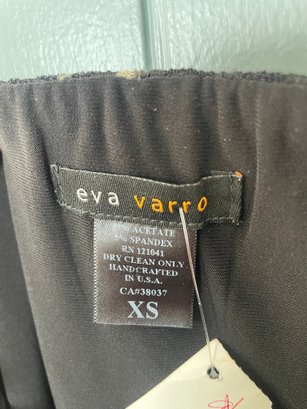 eva varro
ACETATE
SPANDEX
RN 121041
DRY CLEAN ONLY
HANDCRAFTED
IN U.S.A.
CA#38037
XS